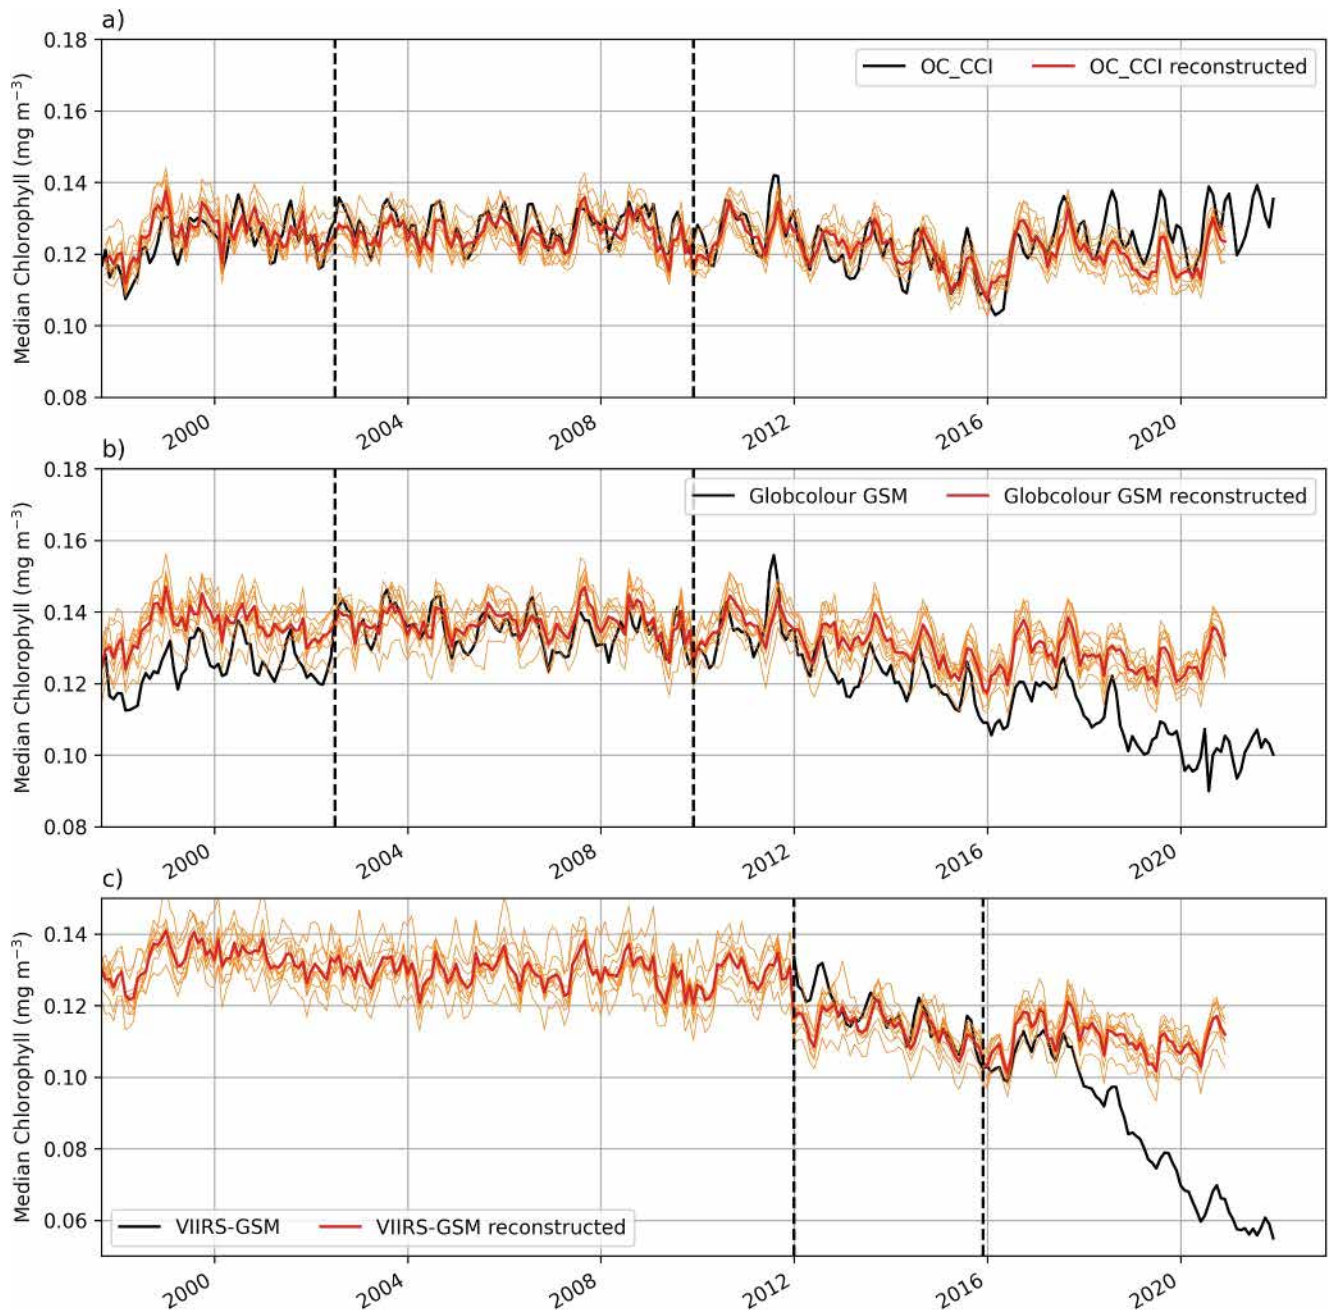 a)
Median Chlorophyll (mg m⁻³)
0.18
0.16
0.14
0.12
0.10
0.08
OC_CCI
OC_CCI reconstructed
2000
2004
2008
2012
2016
2020
b)
Median Chlorophyll (mg m⁻³)
0.18
0.16
0.14
0.12
0.10
0.08
Globcolour GSM
Globcolour GSM reconstructed
2000
2004
2008
2012
2016
2020
c)
Median Chlorophyll (mg m⁻³)
0.14
0.12
0.10
0.08
0.06
VIIRS-GSM
VIIRS-GSM reconstructed
2000
2004
2008
2012
2016
2020